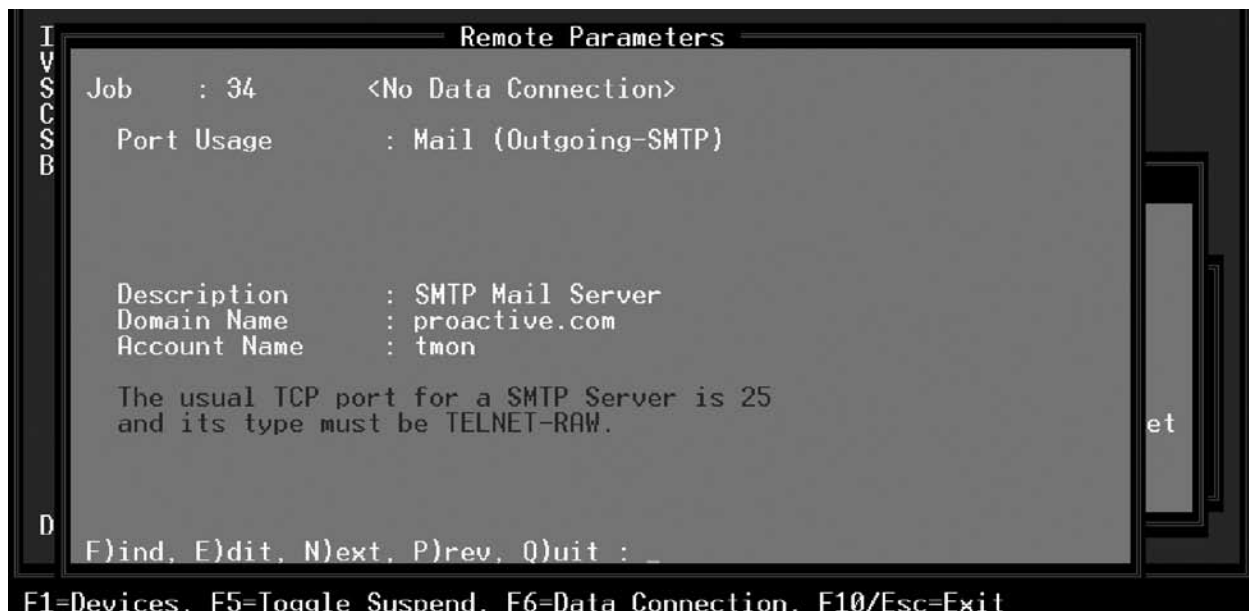 Remote Parameters
I
V
S
C
S
B
Job : 34 <No Data Connection>
Port Usage : Mail (Outgoing-SMTP)
Description : SMTP Mail Server
Domain Name : proactive.com
Account Name : tmon
The usual TCP port for a SMTP Server is 25
and its type must be TELNET-RAW.
et
D
F)ind, E)dit, N)ext, P)rev, Q)uit : _
F1=Devices, F5=Toggle Suspend, F6=Data Connection, F10/Esc=Exit